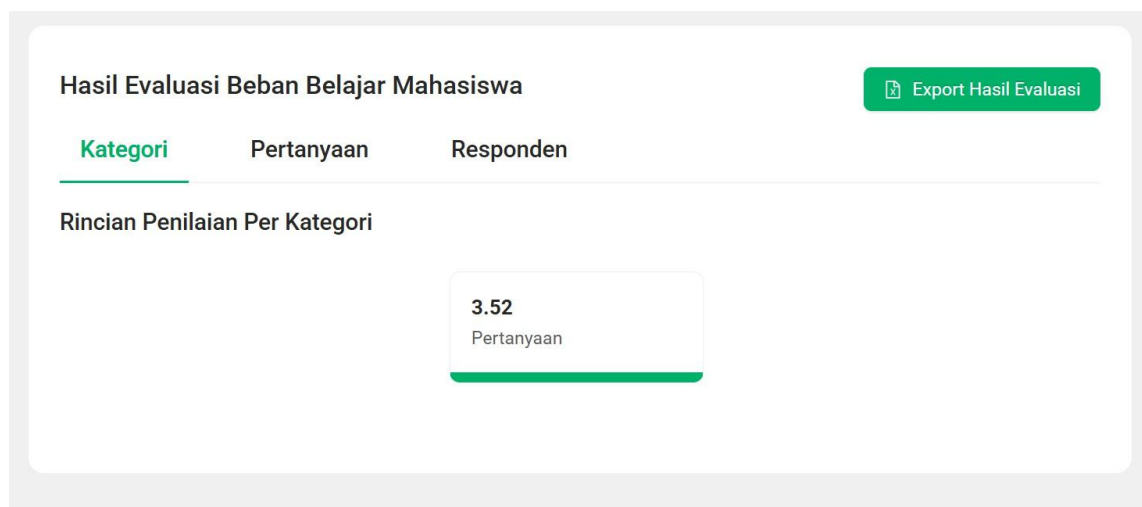 Hasil Evaluasi Beban Belajar Mahasiswa
Export Hasil Evaluasi
Kategori Pertanyaan Responden
Rincian Penilaian Per Kategori
3.52
Pertanyaan